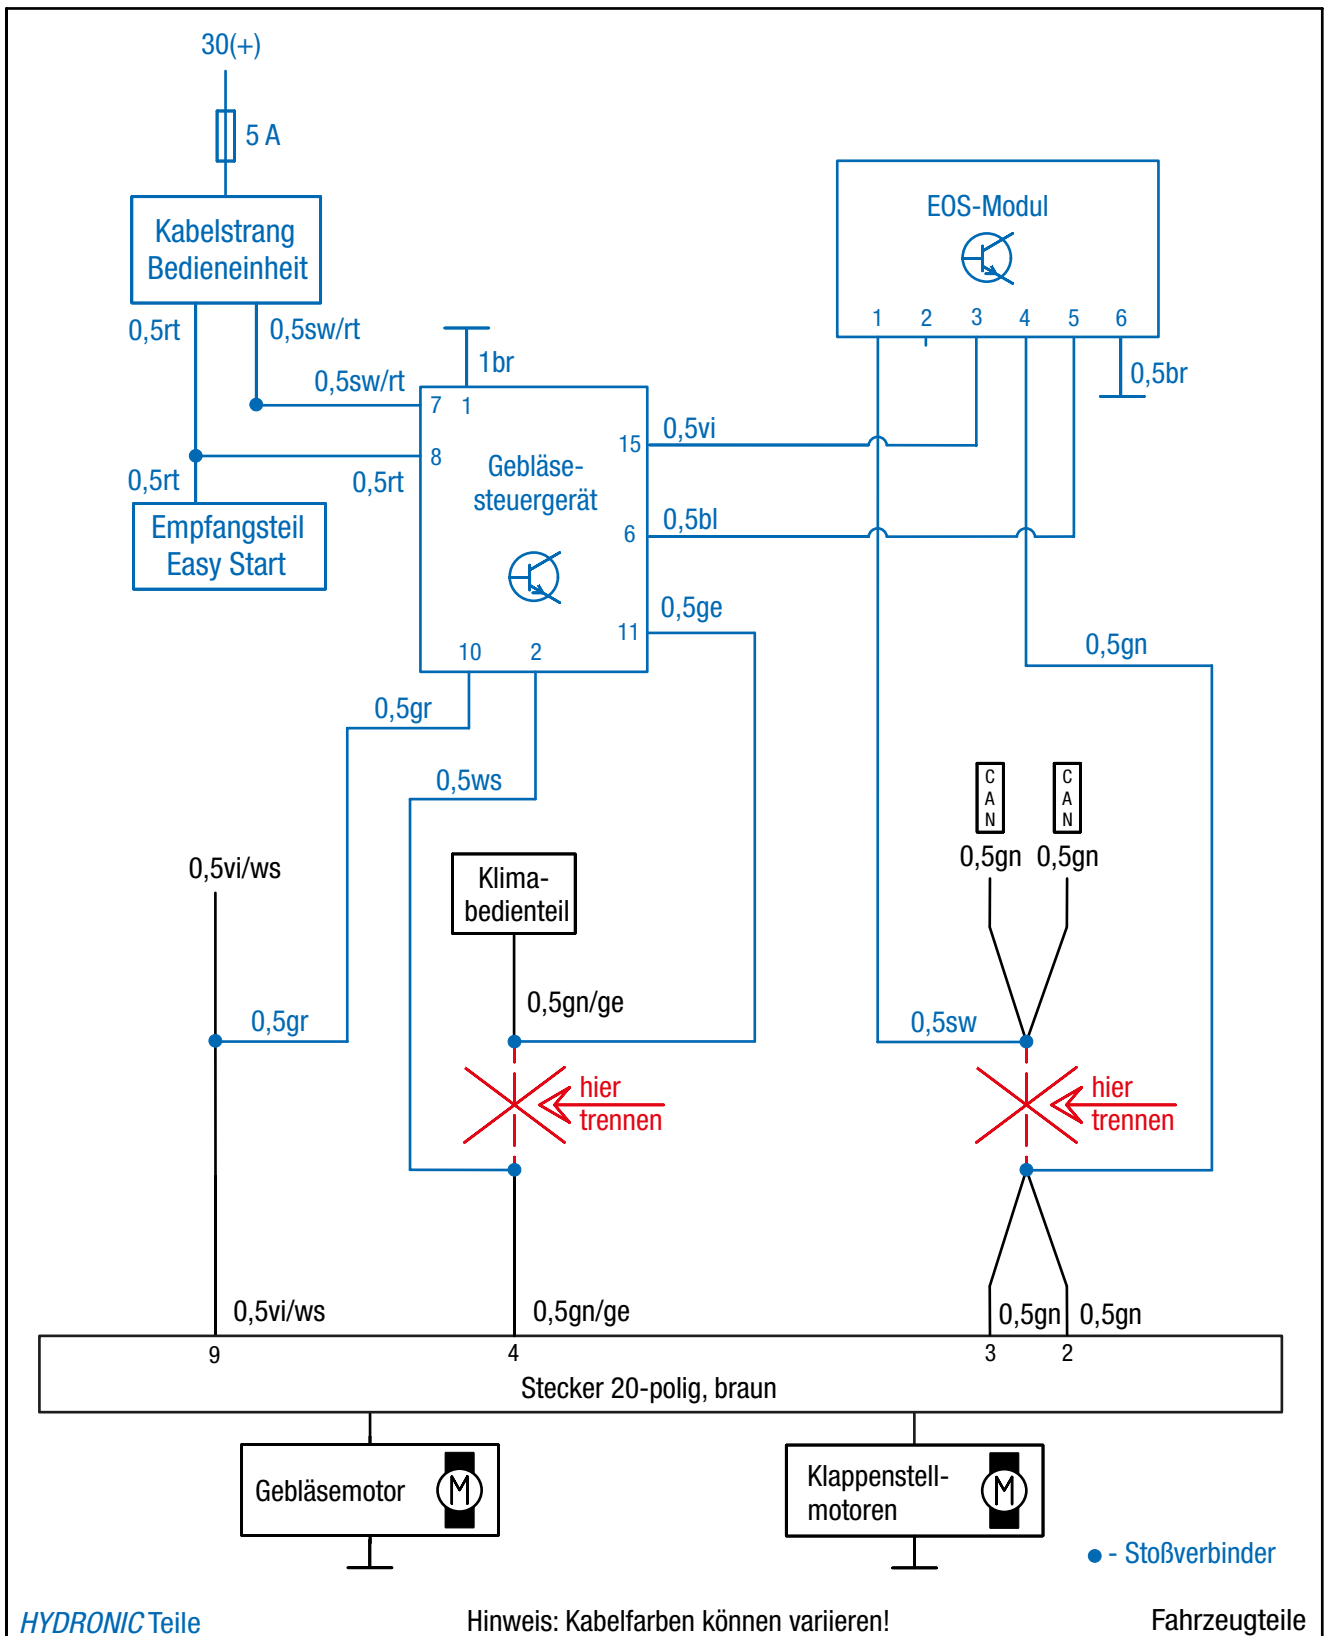 30(+)
5 A
Kabelstrang
Bedieneinheit
0,5rt
0,5sw/rt
0,5sw/rt
1br
EOS-Modul
1 2 3 4 5 6
0,5br
7 1
8
15
0,5vi
0,5rt
0,5rt
Gebläse-
steuergerät
6
0,5bl
Empfangsteil
Easy Start
11
0,5ge
10 2
0,5gn
0,5gr
0,5ws
C
A
N
C
A
N
0,5gn 0,5gn
0,5vi/ws
Klima-
bedienteil
0,5gn/ge
0,5gr
0,5sw
hier
trennen
hier
trennen
0,5vi/ws
0,5gn/ge
0,5gn 0,5gn
9 4 3 2
Stecker 20-polig, braun
Gebläsemotor
M
Klappenstell-
motoren
M
- Stoßverbinder
HYDRONIC Teile
Hinweis: Kabelfarben können variieren!
Fahrzeugteile